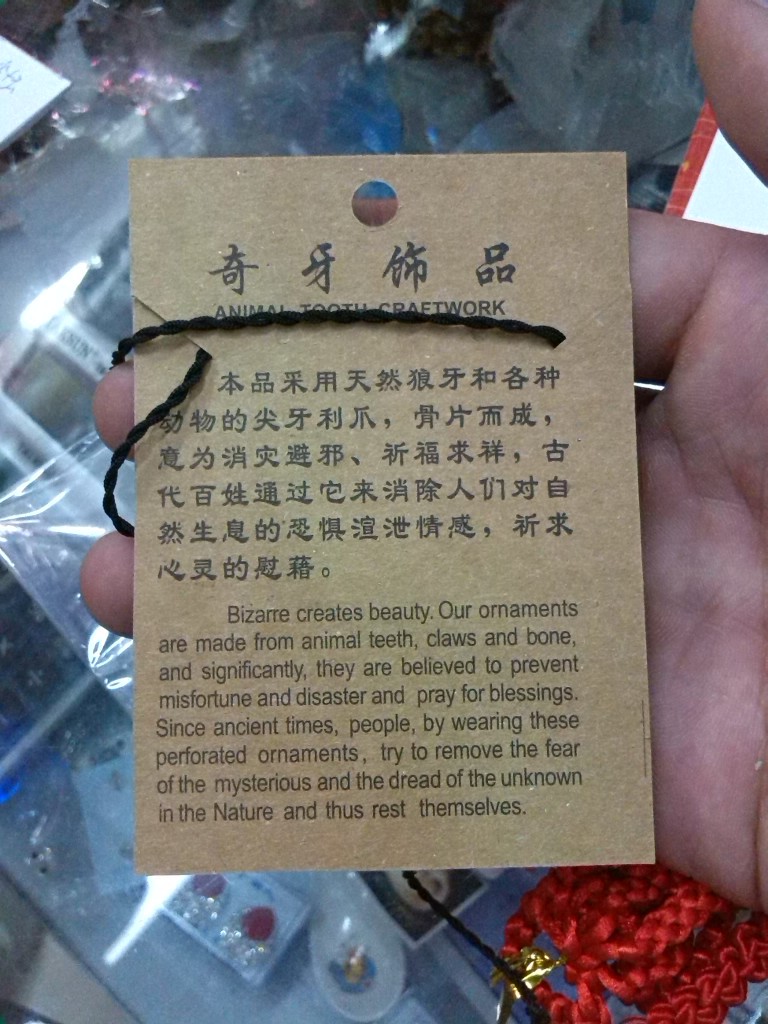 奇牙饰品
ANIMAL TOOTH CRAFTWORK
本品采用天然狼牙和各种
动物的尖牙利爪，骨片而成，
意为消灾避邪、祈福求祥，古
代百姓通过它来消除人们对自
然生息的恐惧渲泄情感，祈求
心灵的慰藉。
Bizarre creates beauty. Our ornaments
are made from animal teeth, claws and bone,
and significantly, they are believed to prevent
misfortune and disaster and pray for blessings.
Since ancient times, people, by wearing these
perforated ornaments, try to remove the fear
of the mysterious and the dread of the unknown
in the Nature and thus rest themselves.